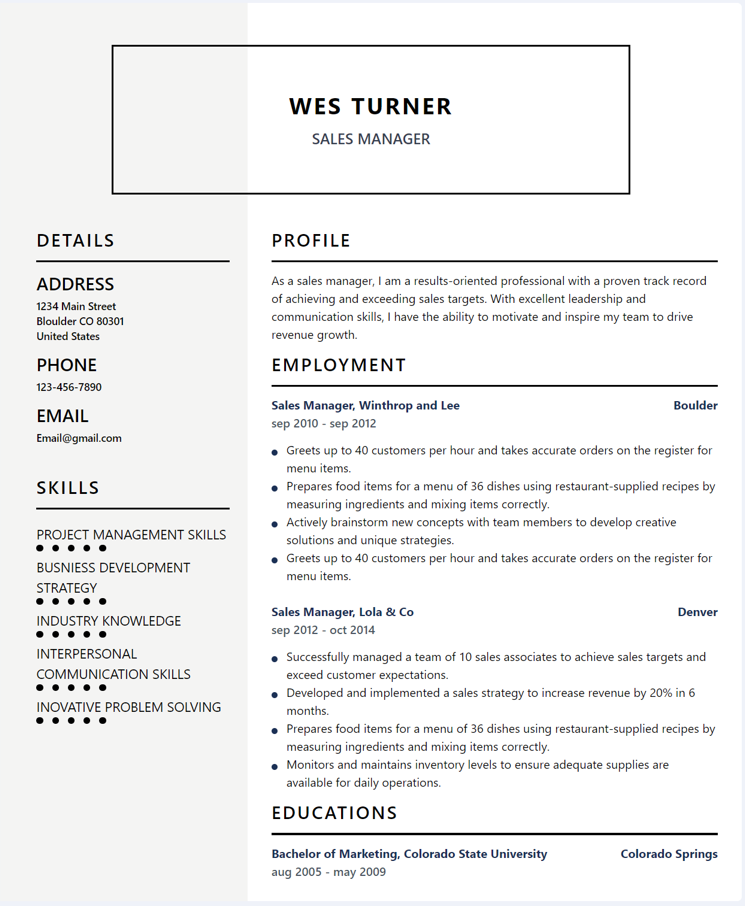 WES TURNER
SALES MANAGER
DETAILS
ADDRESS
1234 Main Street
Bloulder CO 80301
United States
PHONE
123-456-7890
EMAIL
Email@gmail.com
SKILLS
PROJECT MANAGEMENT SKILLS
BUSNIESS DEVELOPMENT
STRATEGY
INDUSTRY KNOWLEDGE
INTERPERSONAL
COMMUNICATION SKILLS
INOVATIVE PROBLEM SOLVING
PROFILE
As a sales manager, I am a results-oriented professional with a proven track record
of achieving and exceeding sales targets. With excellent leadership and
communication skills, I have the ability to motivate and inspire my team to drive
revenue growth.
EMPLOYMENT
Sales Manager, Winthrop and Lee Boulder
sep 2010 - sep 2012
Greets up to 40 customers per hour and takes accurate orders on the register for
menu items.
Prepares food items for a menu of 36 dishes using restaurant-supplied recipes by
measuring ingredients and mixing items correctly.
Actively brainstorm new concepts with team members to develop creative
solutions and unique strategies.
Greets up to 40 customers per hour and takes accurate orders on the register for
menu items.
Sales Manager, Lola & Co Denver
sep 2012 - oct 2014
Successfully managed a team of 10 sales associates to achieve sales targets and
exceed customer expectations.
Developed and implemented a sales strategy to increase revenue by 20% in 6
months.
Prepares food items for a menu of 36 dishes using restaurant-supplied recipes by
measuring ingredients and mixing items correctly.
Monitors and maintains inventory levels to ensure adequate supplies are
available for daily operations.
EDUCATIONS
Bachelor of Marketing, Colorado State University Colorado Springs
aug 2005 - may 2009